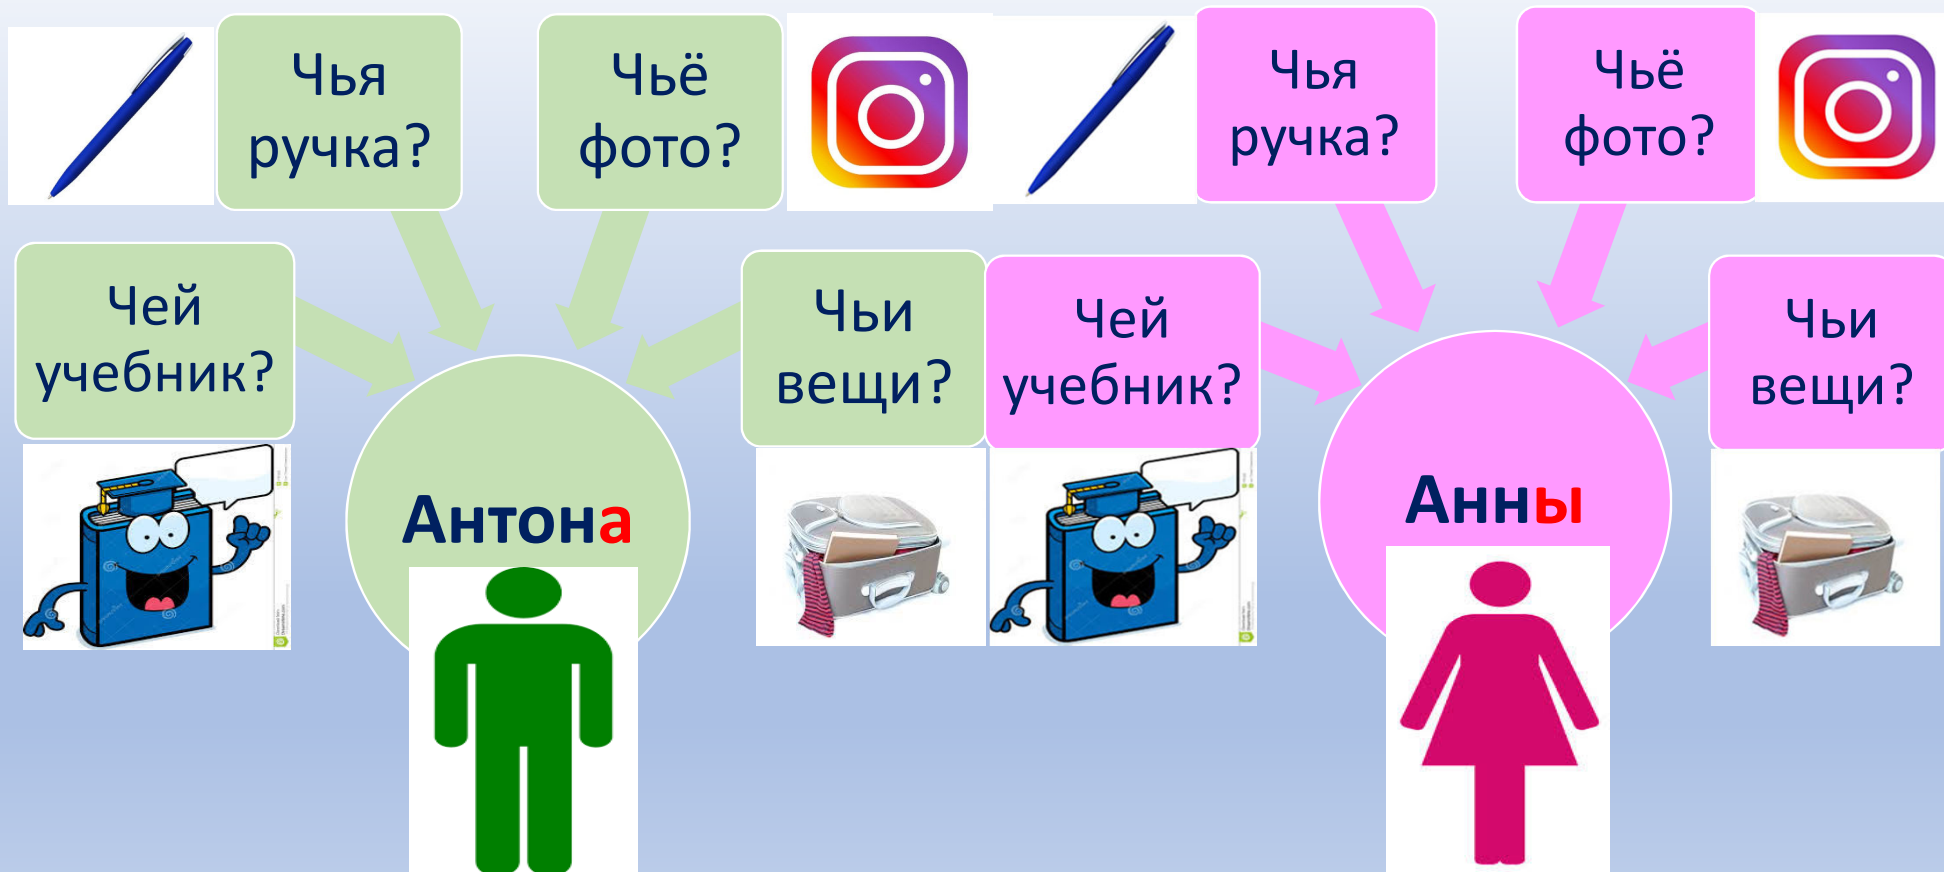 Чья
ручка?
Чьё
фото?
Чья
ручка?
Чьё
фото?
Чей
учебник?
Чьи
вещи?
Чей
учебник?
Чьи
вещи?
Антона
Анны